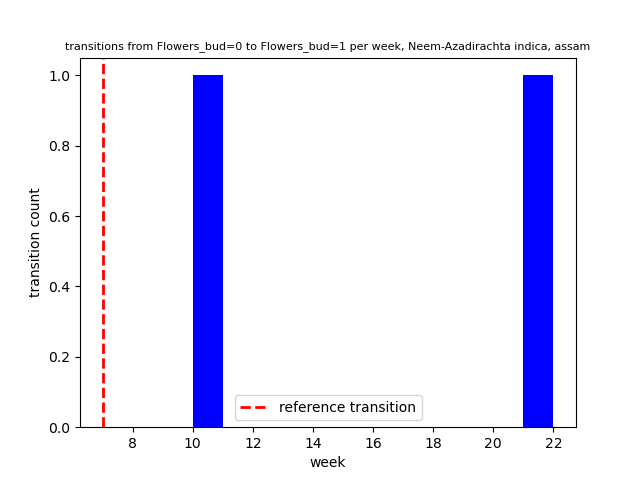 transitions from Flowers_bud=0 to Flowers_bud=1 per week, Neem-Azadirachta indica, assam
1.0
0.8
0.6
0.4
0.2
0.0
transition count
reference transition
8 10 12 14 16 18 20 22
week